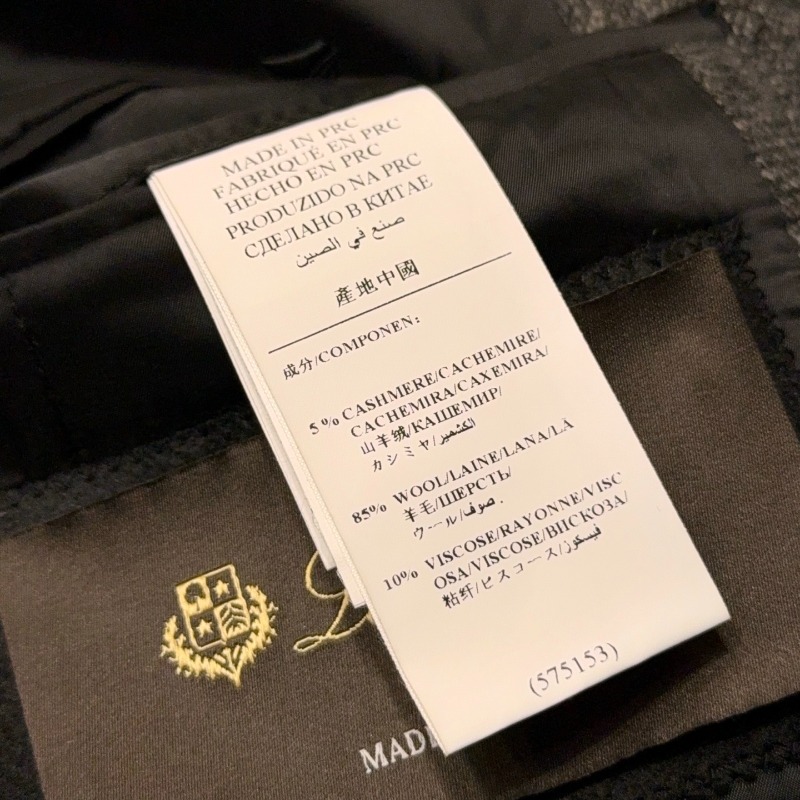 MADE IN PRC
FABRIQUÉ EN PRC
HECHO EN PRC
PRODUZIDO NA PRC
СДЕЛАНО В КИТАЕ
صنع في الصين
產地中國
成分/COMPONEN:
5% CASHMERE/CACHEMIRE/
CACHEMIRA/CAXEMIRA/
山羊绒/КАШЕМИР/
カシミヤ/الكشمير
85% WOOL/LAINE/LANA/LÃ
羊毛/ШЕРСТЬ/
ウール/صوف.
10% VISCOSE/RAYONNE/VISC
OSA/VISCOSE/ВИСКОЗА/
粘纤/ビスコース/فيسكوز
(575153)
MADE